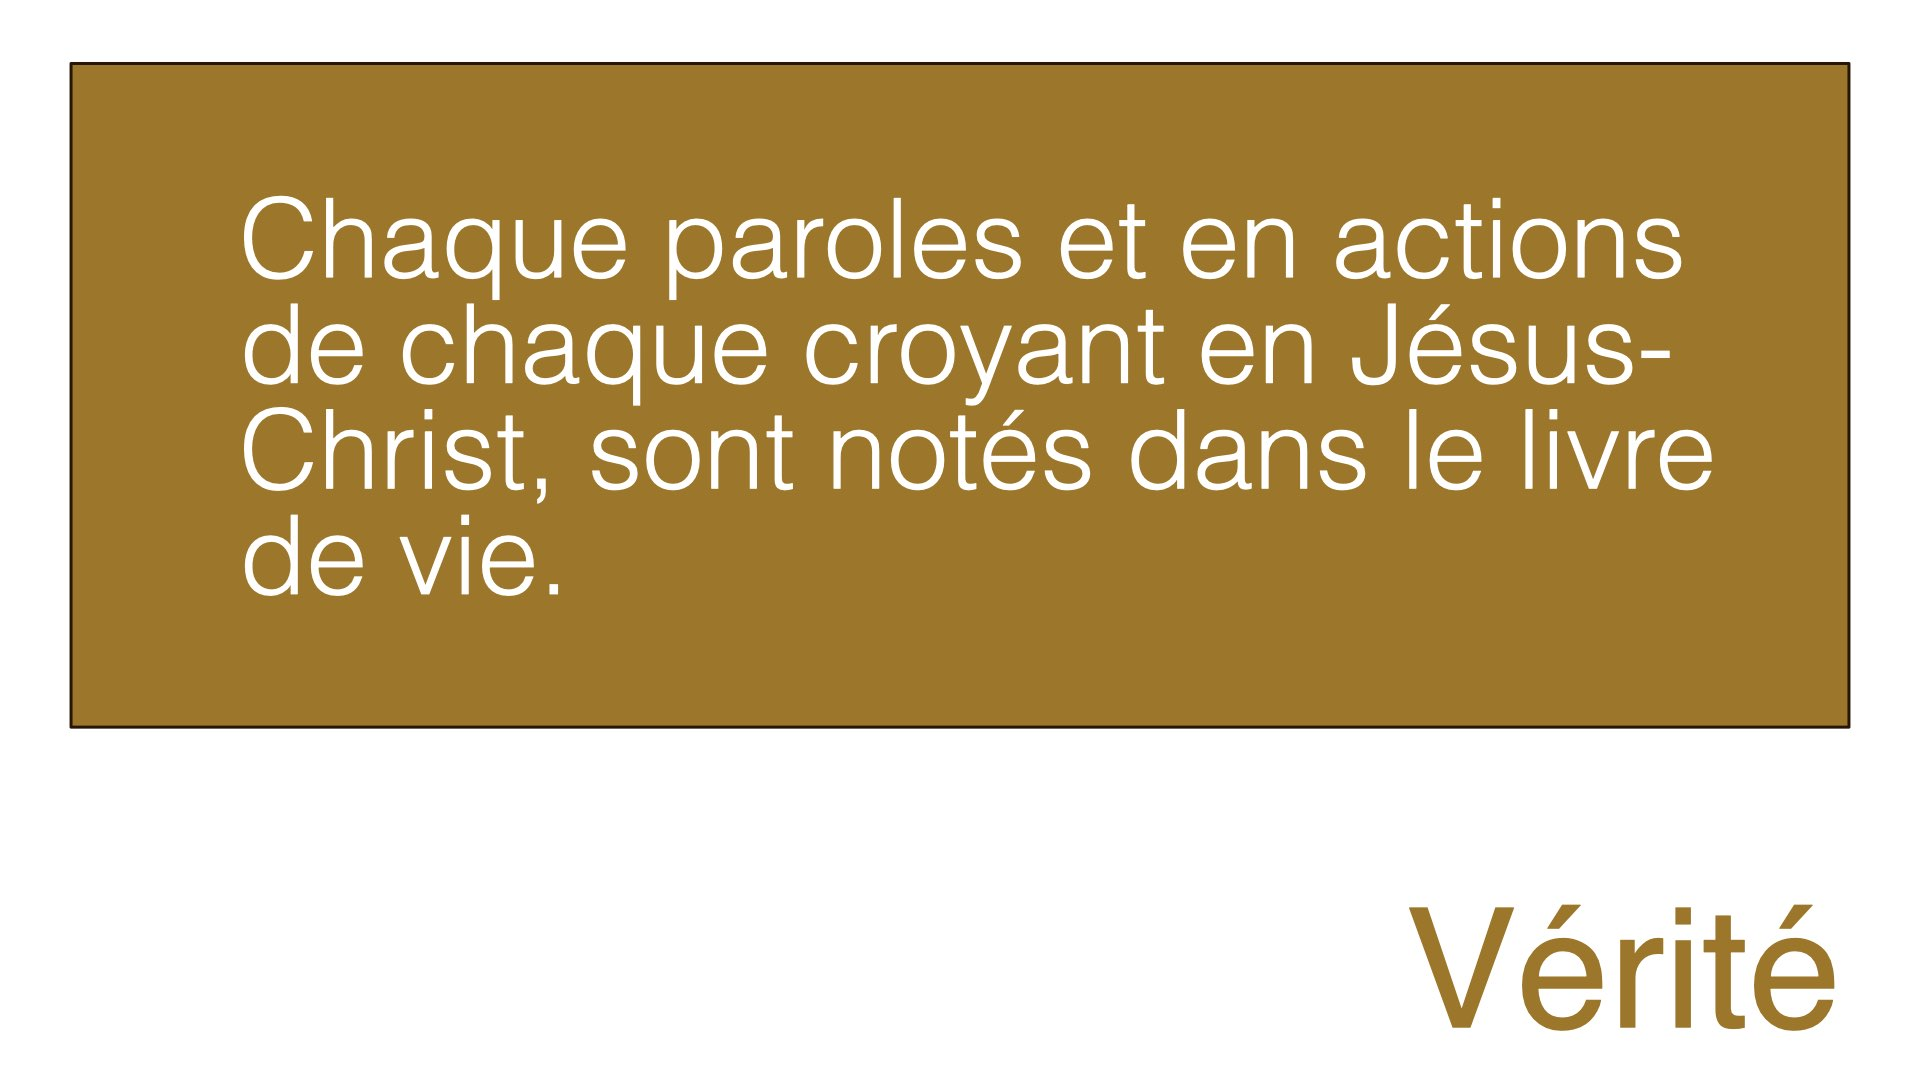 Chaque paroles et en actions
de chaque croyant en Jésus-
Christ, sont notés dans le livre
de vie.
Vérité